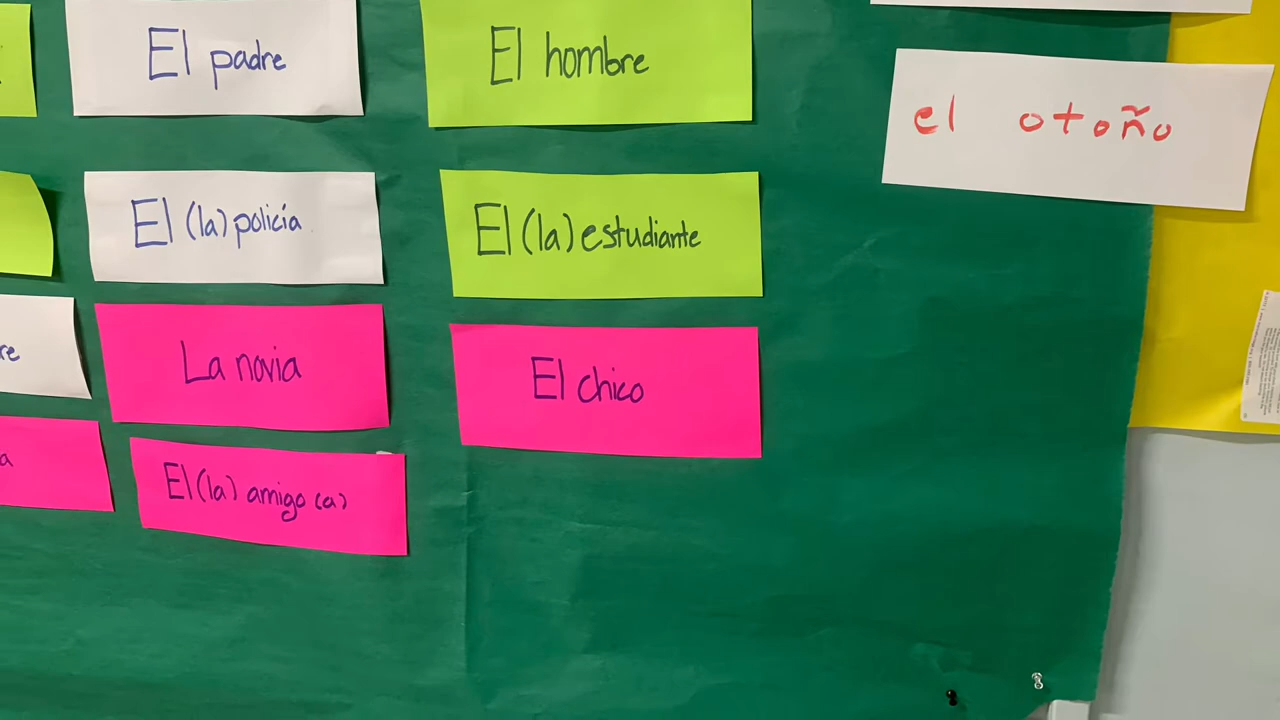 El padre
El hombre
el otoño
El (la) policía
El (la) estudiante
La novia
El chico
El (la) amigo (a)